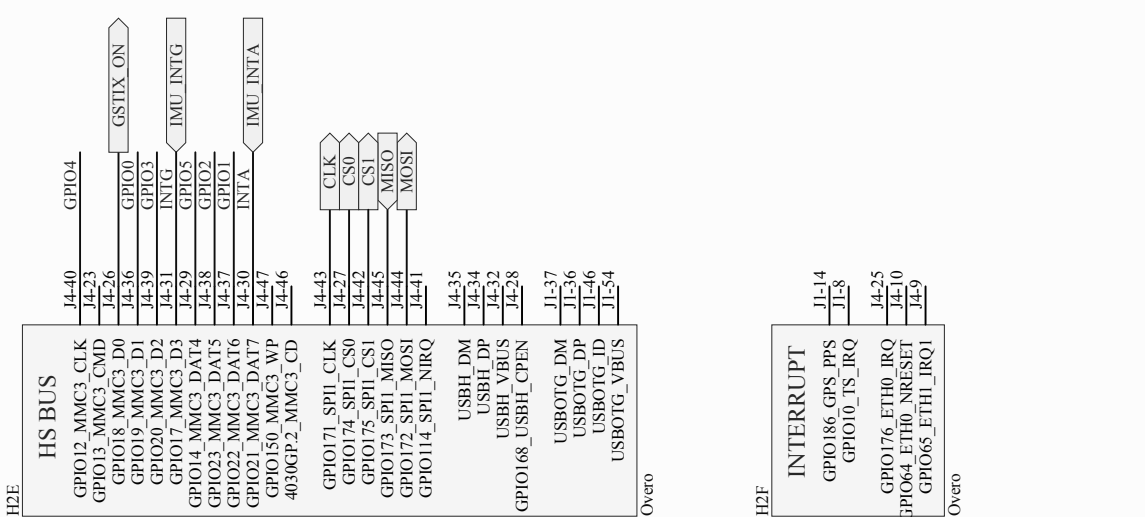 H2E
HS BUS
GPIO12_MMC3_CLK J4-40 GPIO4
GPIO13_MMC3_CMD J4-23
GPIO18_MMC3_D0 J4-26 GSTIX_ON
GPIO19_MMC3_D1 J4-36 GPIO0
GPIO20_MMC3_D2 J4-39 GPIO3
GPIO17_MMC3_D3 J4-31 INTG IMU_INTG
GPIO14_MMC3_DAT4 J4-29 GPIO5
GPIO23_MMC3_DAT5 J4-38 GPIO2
GPIO22_MMC3_DAT6 J4-37 GPIO1
GPIO21_MMC3_DAT7 J4-30 INTA IMU_INTA
GPIO150_MMC3_WP J4-47
4030GP.2_MMC3_CD J4-46
GPIO171_SPI1_CLK J4-43 CLK
GPIO174_SPI1_CS0 J4-27 CS0
GPIO175_SPI1_CS1 J4-42 CS1
GPIO173_SPI1_MISO J4-45 MISO
GPIO172_SPI1_MOSI J4-44 MOSI
GPIO114_SPI1_NIRQ J4-41
USBH_DM J4-35
USBH_DP J4-34
USBH_VBUS J4-32
GPIO168_USBH_CPEN J4-28
USBOTG_DM J1-37
USBOTG_DP J1-36
USBOTG_ID J1-46
USBOTG_VBUS J1-54
Overo
H2F
INTERRUPT
GPIO186_GPS_PPS J1-14
GPIO10_TS_IRQ J1-8
GPIO176_ETH0_IRQ J4-25
GPIO64_ETH0_NRESET J4-10
GPIO65_ETH1_IRQ1 J4-9
Overo